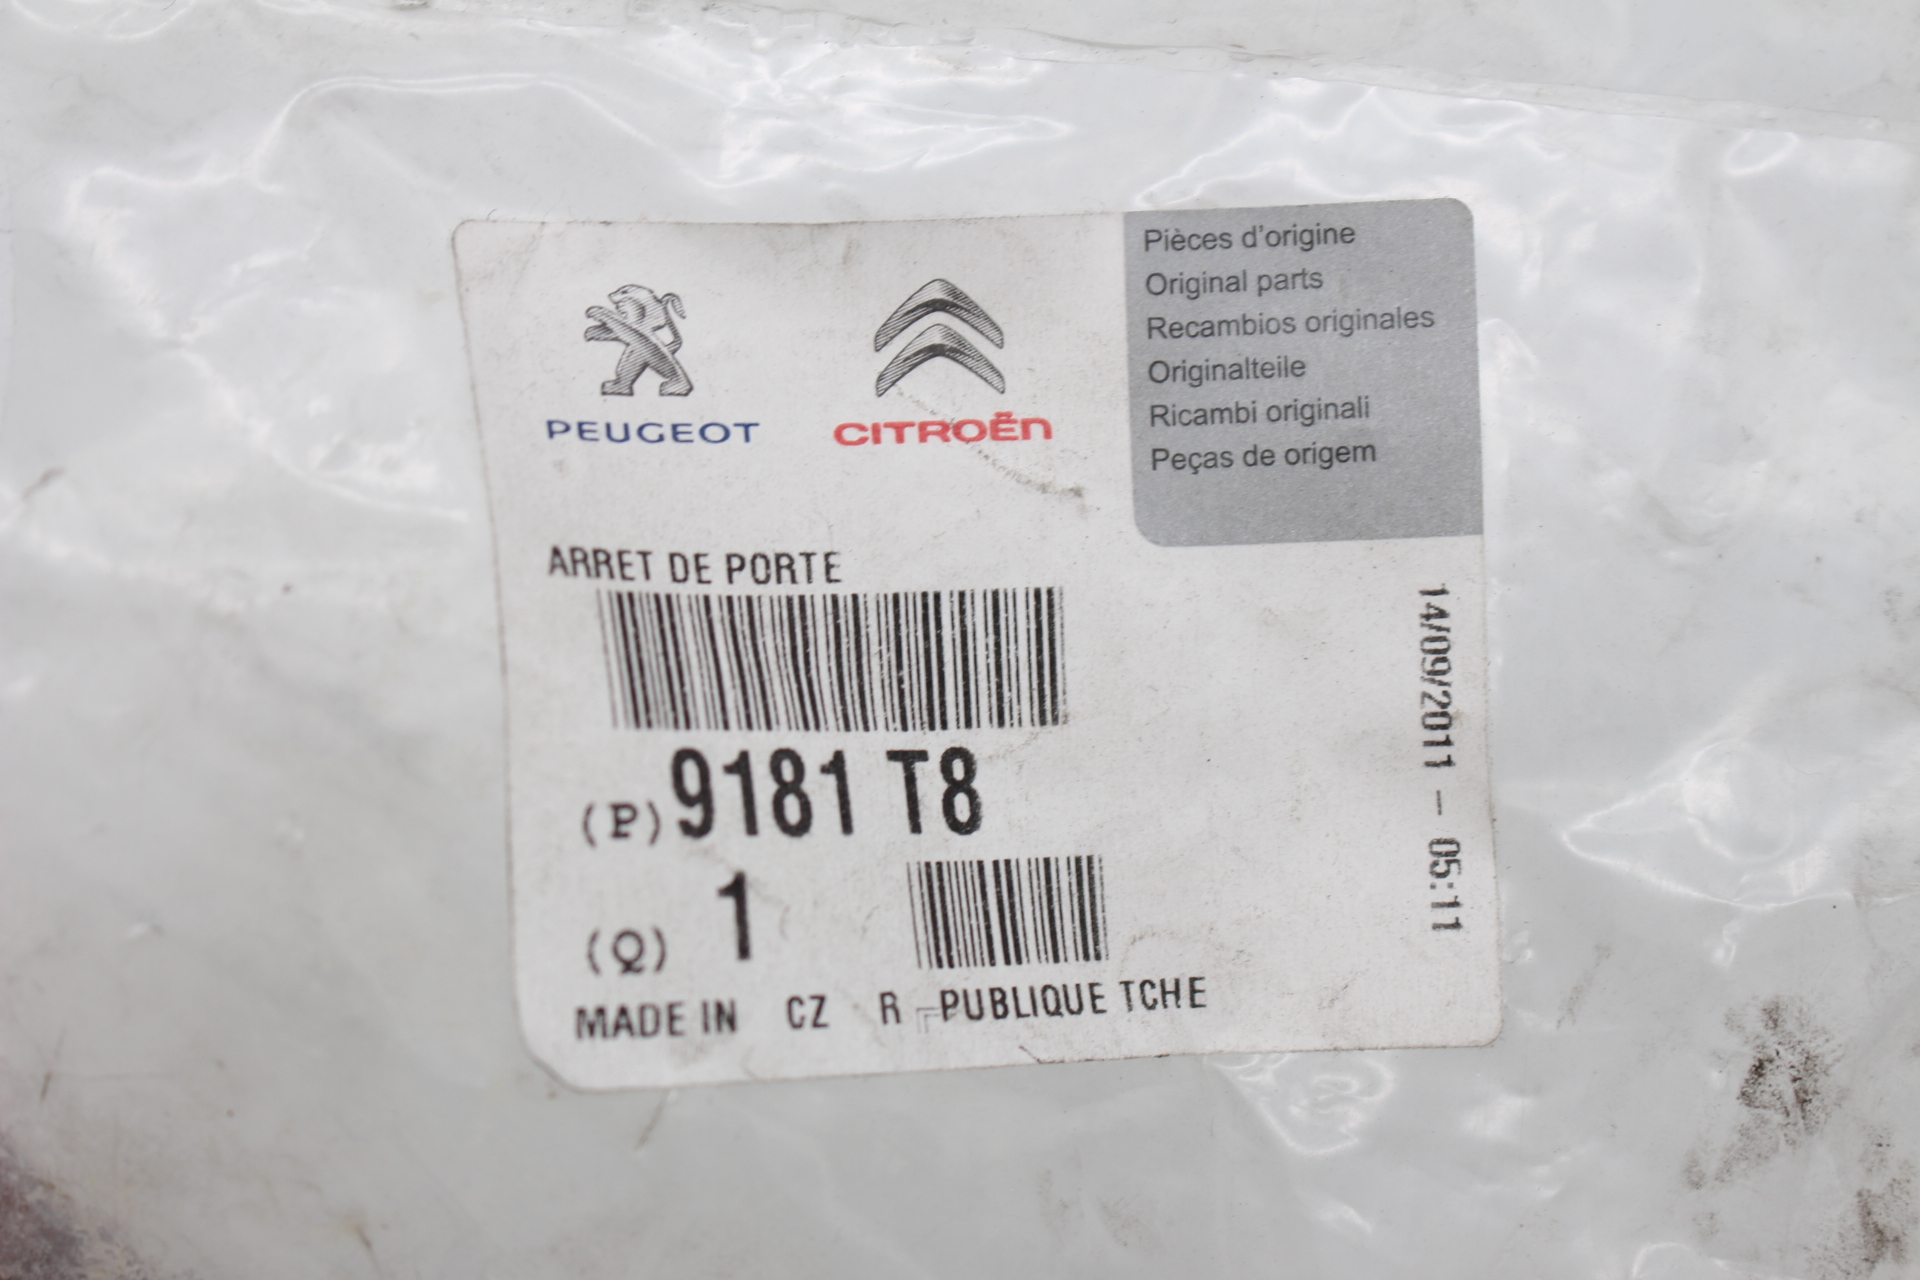 PEUGEOT
CITROËN
Pièces d'origine
Original parts
Recambios originales
Originalteile
Ricambi originali
Peças de origem
ARRET DE PORTE
(P) 9181 T8
(Q) 1
MADE IN CZ R PUBLIQUE TCHE
14/09/2011 - 05:11